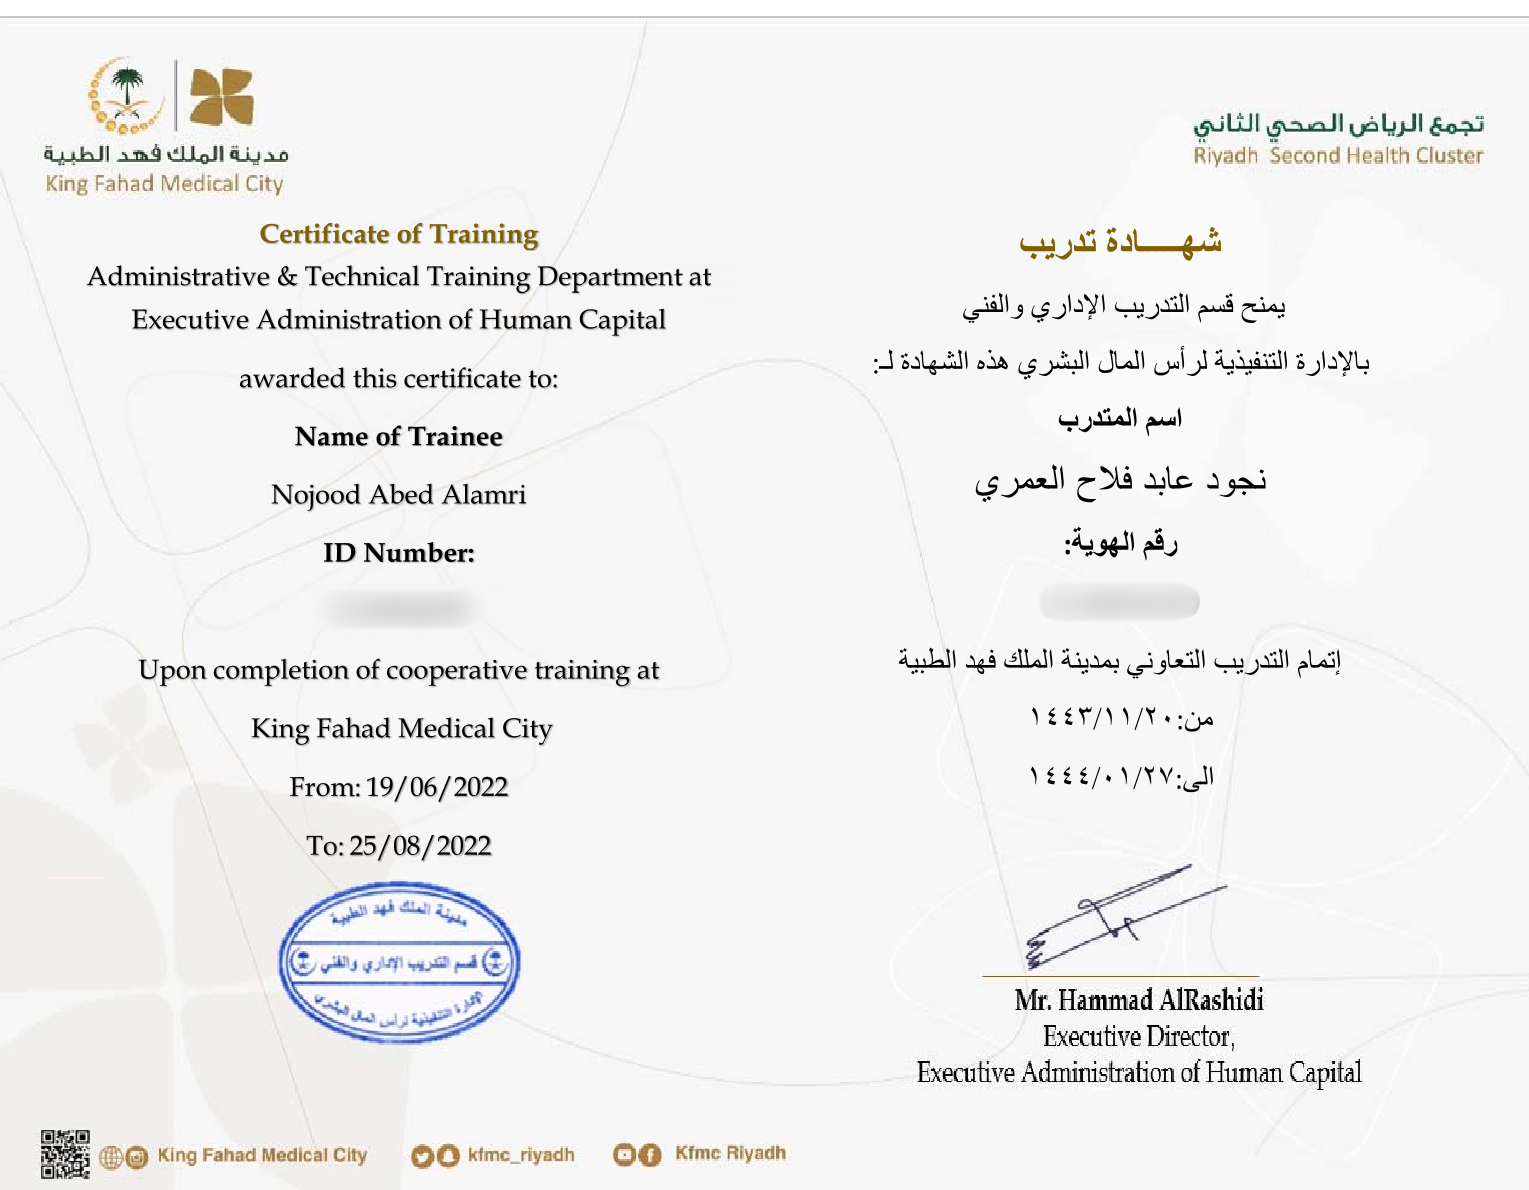 مدينة الملك فهد الطبية
King Fahad Medical City
تجمع الرياض الصحي الثاني
Riyadh Second Health Cluster
Certificate of Training
Administrative & Technical Training Department at
Executive Administration of Human Capital
awarded this certificate to:
Name of Trainee
Nojood Abed Alamri
ID Number:
Upon completion of cooperative training at
King Fahad Medical City
From: 19/06/2022
To: 25/08/2022
شهـــــادة تدريب
يمنح قسم التدريب الإداري والفني
بالإدارة التنفيذية لرأس المال البشري هذه الشهادة لـ:
اسم المتدرب
نجود عابد فلاح العمري
رقم الهوية:
إتمام التدريب التعاوني بمدينة الملك فهد الطبية
من:١٤٤٣/١١/٢٠
الى:١٤٤٤/٠١/٢٧
مدينة الملك فهد الطبية
قسم التدريب الإداري والفني
الإدارة التنفيذية لرأس المال البشري
Mr. Hammad AlRashidi
Executive Director,
Executive Administration of Human Capital
King Fahad Medical City
kfmc_riyadh
Kfmc Riyadh